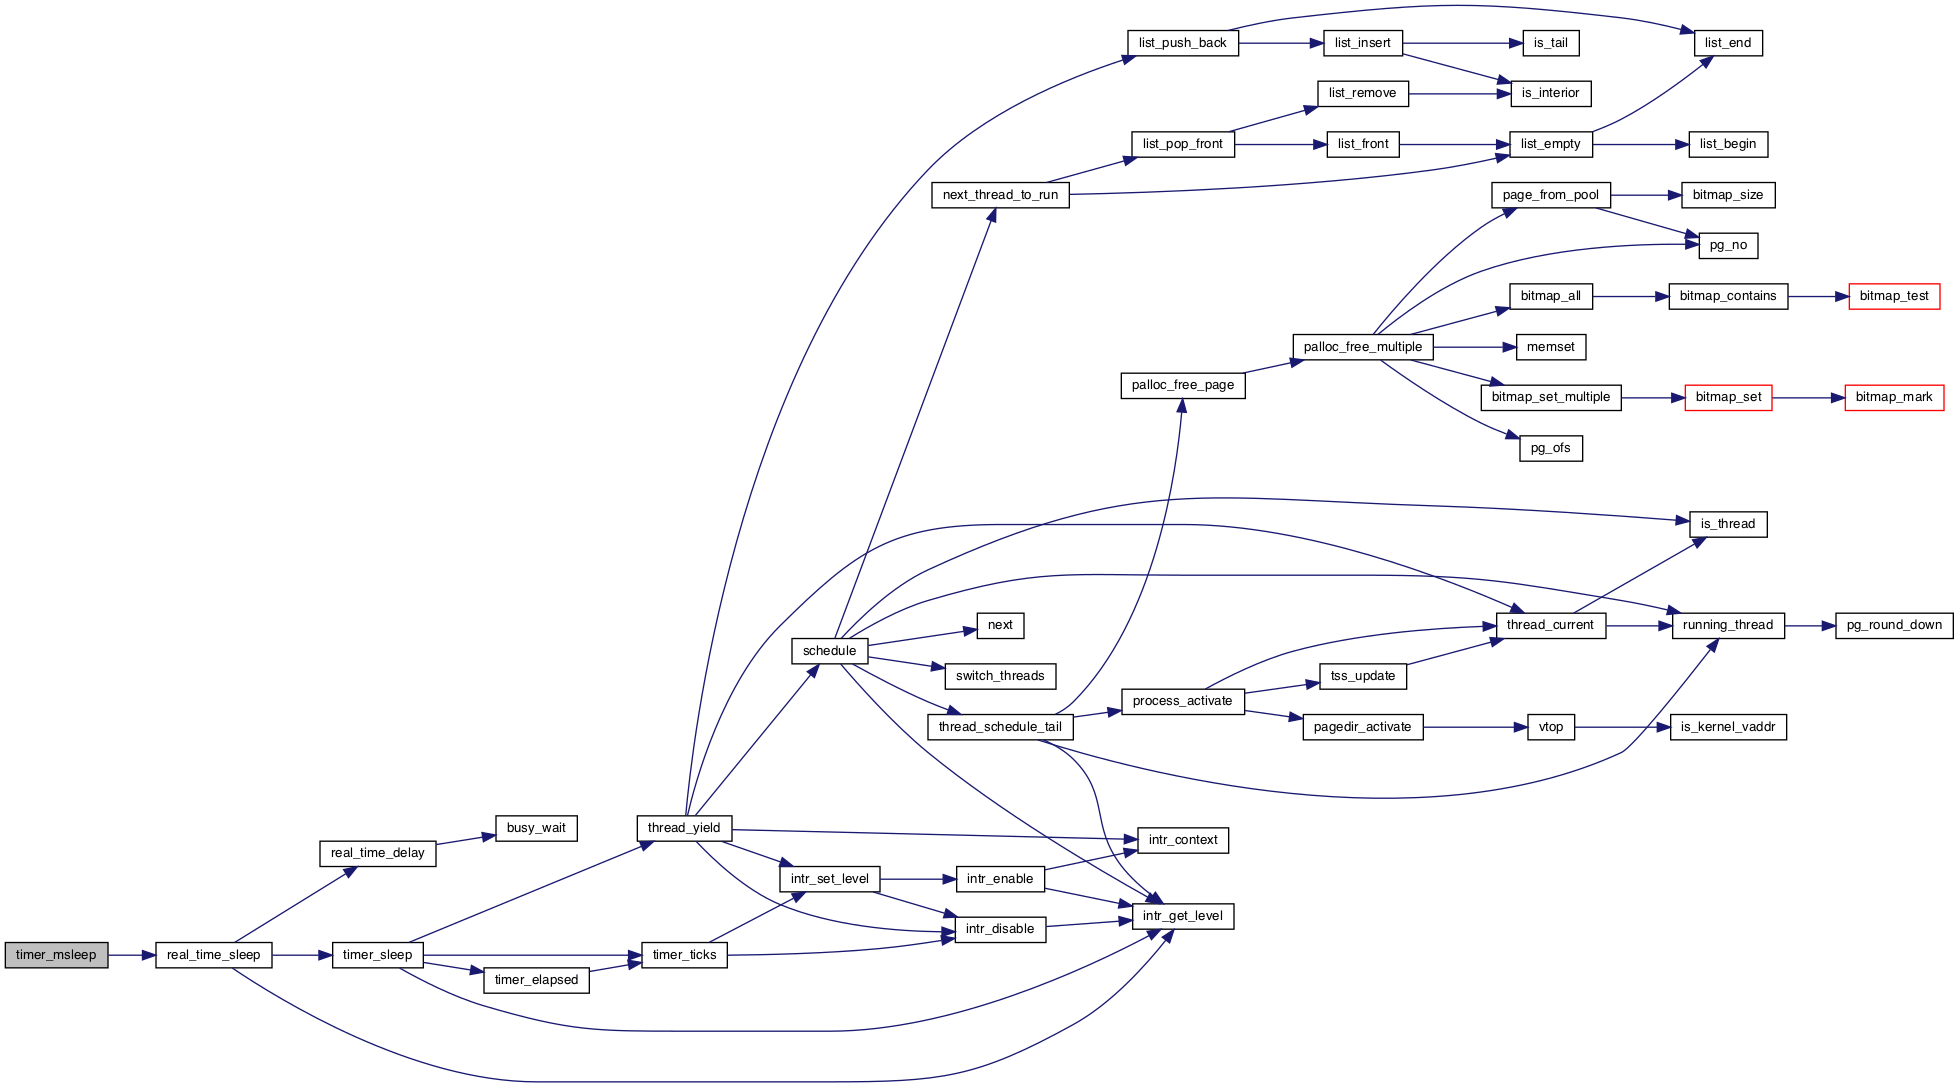 list_push_back
list_insert
is_tail
list_end
list_remove
is_interior
list_pop_front
list_front
list_empty
list_begin
next_thread_to_run
page_from_pool
bitmap_size
pg_no
bitmap_all
bitmap_contains
bitmap_test
palloc_free_multiple
memset
palloc_free_page
bitmap_set_multiple
bitmap_set
bitmap_mark
pg_ofs
is_thread
next
thread_current
running_thread
pg_round_down
schedule
switch_threads
tss_update
process_activate
thread_schedule_tail
pagedir_activate
vtop
is_kernel_vaddr
busy_wait
thread_yield
intr_context
real_time_delay
intr_set_level
intr_enable
intr_get_level
intr_disable
timer_msleep
real_time_sleep
timer_sleep
timer_ticks
timer_elapsed